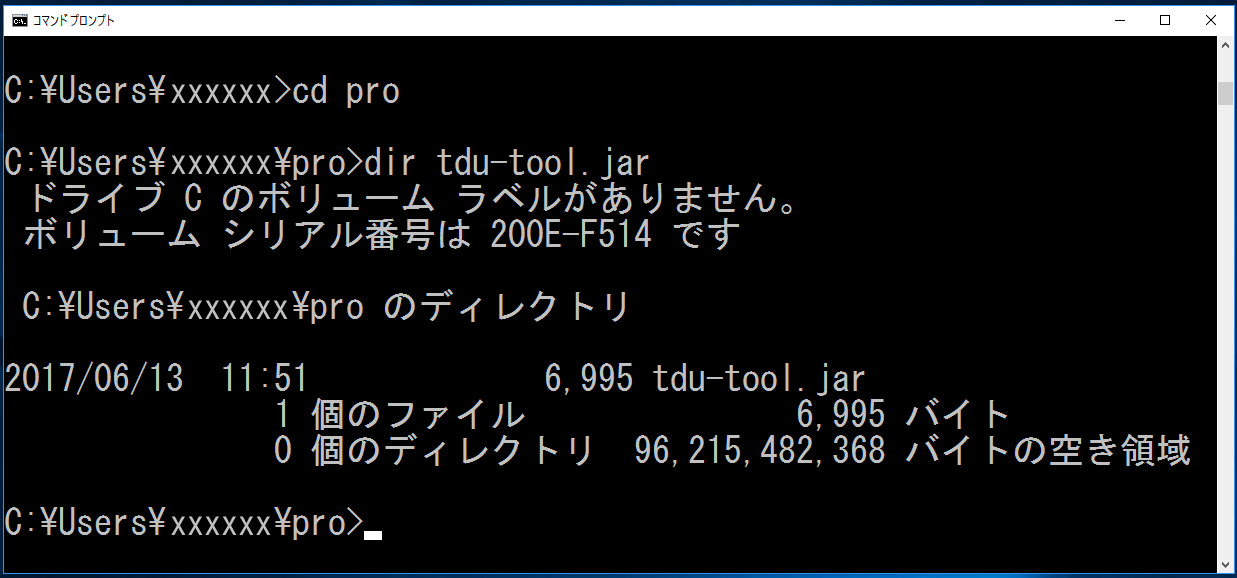 コマンド プロンプト
C:¥Users¥xxxxxx>cd pro
C:¥Users¥xxxxxx¥pro>dir tdu-tool.jar
ドライブ C のボリューム ラベルがありません。
ボリューム シリアル番号は 200E-F514 です
C:¥Users¥xxxxxx¥pro のディレクトリ
2017/06/13  11:51             6,995 tdu-tool.jar
1 個のファイル               6,995 バイト
0 個のディレクトリ  96,215,482,368 バイトの空き領域
C:¥Users¥xxxxxx¥pro>